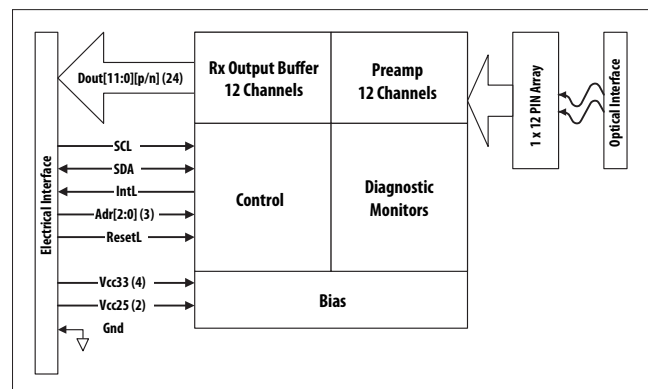 Electrical Interface
Dout[11:0][p/n] (24)
SCL
SDA
IntL
Adr[2:0] (3)
ResetL
Vcc33 (4)
Vcc25 (2)
Gnd
Rx Output Buffer
12 Channels
Preamp
12 Channels
Control
Diagnostic
Monitors
Bias
1 x 12 PIN Array
Optical Interface